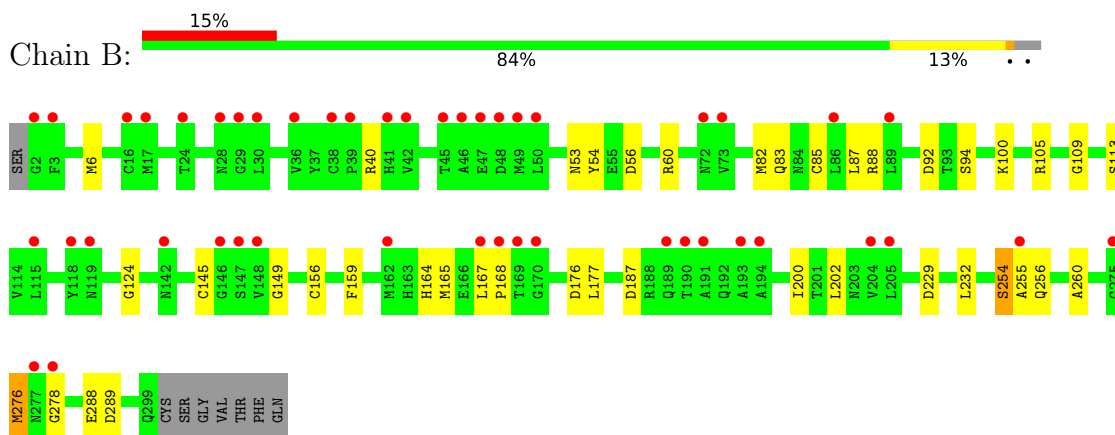 15%
Chain B:
84%
13%
SER G2 F3 M6 C16 M17 T24 N28 G29 L30 V36 Y37 C38 P39 R40 H41 V42 T45 A46 E47 D48 M49 L50 N53 Y54 E55 D56 R60 N72 V73 M82 Q83 N84 C85 L86 L87 R88 L89 D92 T93 S94 K100 R105 G109 S113
V114 L115 Y118 N119 G124 N142 C145 G146 S147 V148 G149 C156 F159 M162 H163 H164 M165 E166 L167 P168 T169 G170 D176 L177 D187 R188 Q189 T190 A191 Q192 A193 A194 I200 T201 L202 N203 V204 L205 D229 L232 S254 A255 Q256 A260 G275
M276 N277 G278 E288 D289 Q299 CYS SER GLY VAL THR PHE GLN